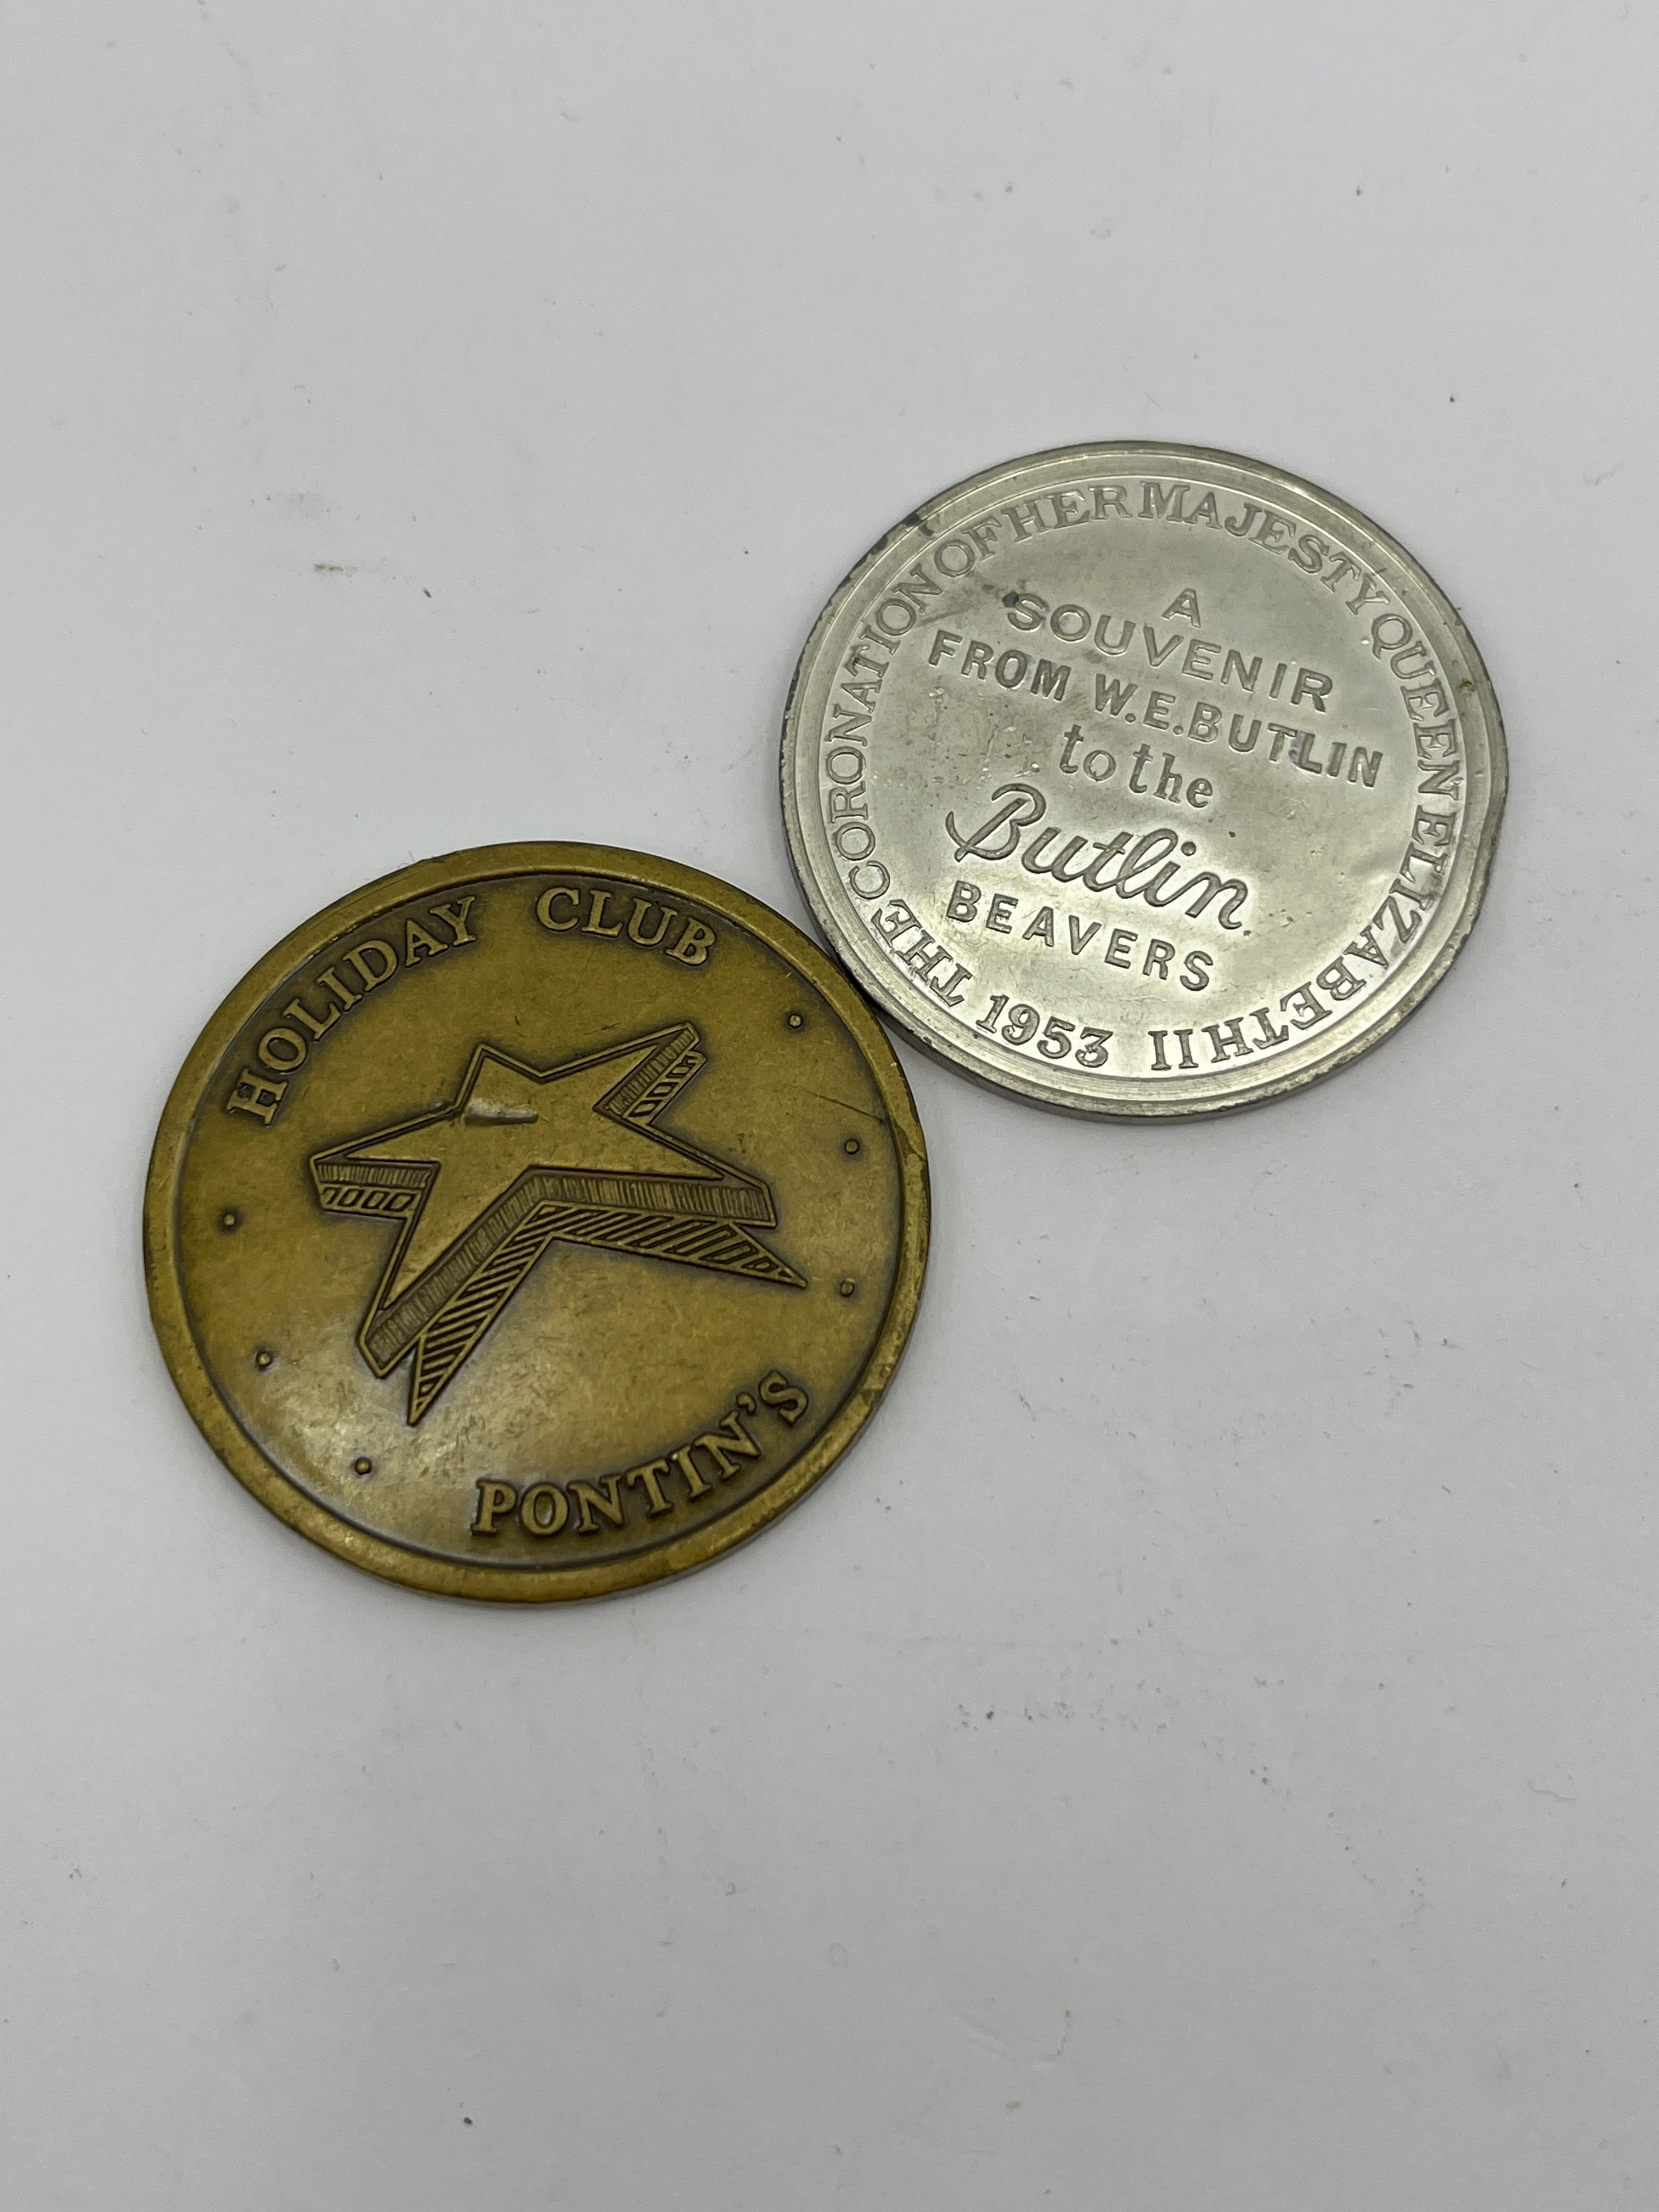 THE CORONATION OF HER MAJESTY QUEEN ELIZABETH II
1953
A
SOUVENIR
FROM W.E.BUTLIN
to the
Butlin
BEAVERS
HOLIDAY CLUB
PONTIN'S